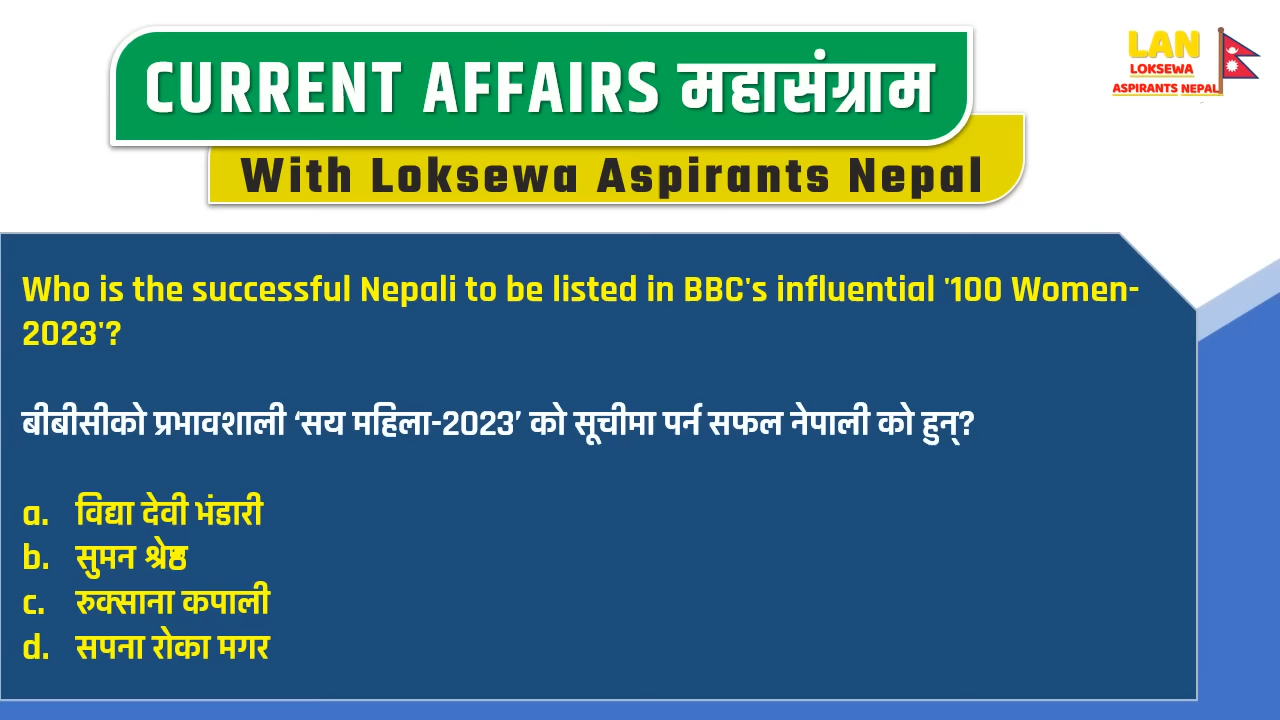 CURRENT AFFAIRS महासंग्राम
With Loksewa Aspirants Nepal
LAN
LOKSEWA
ASPIRANTS NEPAL
Who is the successful Nepali to be listed in BBC's influential '100 Women-
2023'?
बीबीसीको प्रभावशाली ‘सय महिला-2023’ को सूचीमा पर्न सफल नेपाली को हुन्?
a. विद्या देवी भंडारी
b. सुमन श्रेष्ठ
c. रुक्साना कपाली
d. सपना रोका मगर